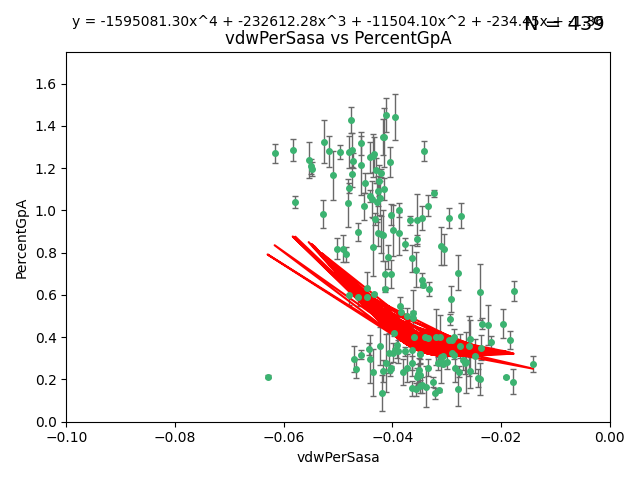 y = -1595081.30x^4 + -232612.28x^3 + -11504.10x^2 + -234.45x +
N = 439
vdwPerSasa vs PercentGpA
PercentGpA
1.6
1.4
1.2
1.0
0.8
0.6
0.4
0.2
0.0
−0.10 −0.08 −0.06 −0.04 −0.02 0.00
vdwPerSasa